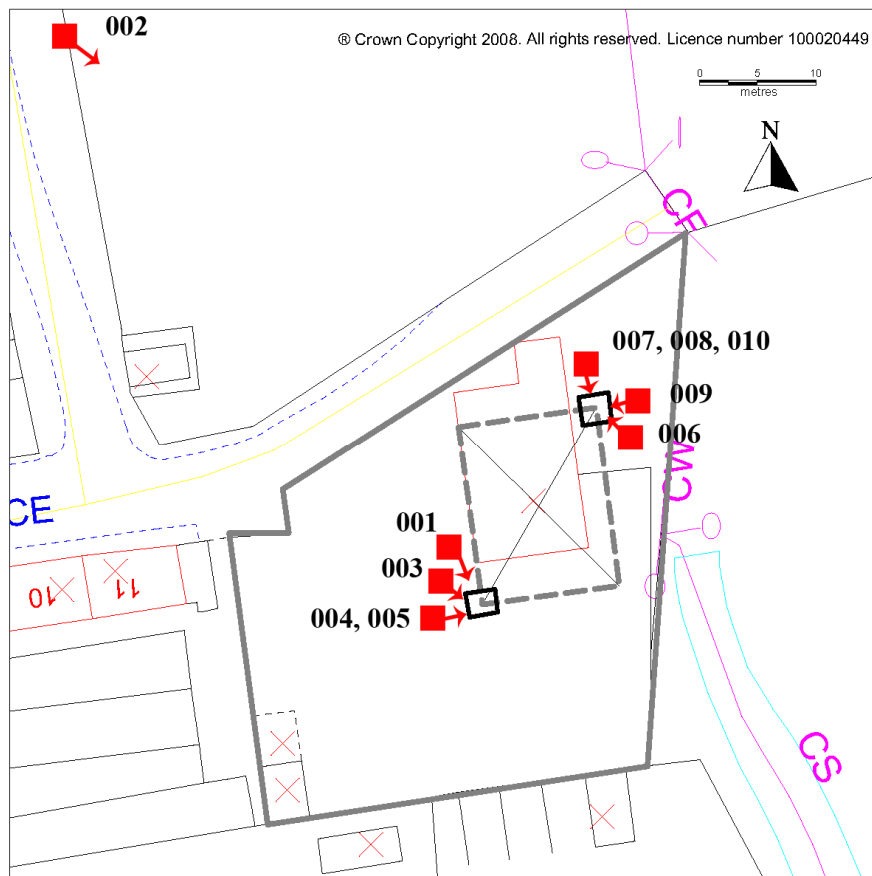 002
® Crown Copyright 2008. All rights reserved. Licence number 100020449
0 5 10
metres
N
CF
007, 008, 010
009
006
CW
CE
001
003
10 11
004, 005
CS